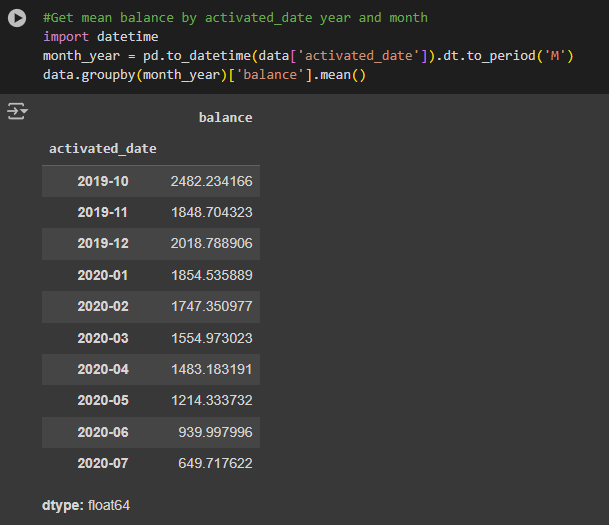 #Get mean balance by activated_date year and month
import datetime
month_year = pd.to_datetime(data['activated_date']).dt.to_period('M')
data.groupby(month_year)['balance'].mean()
balance
activated_date
2019-10 2482.234166
2019-11 1848.704323
2019-12 2018.788906
2020-01 1854.535889
2020-02 1747.350977
2020-03 1554.973023
2020-04 1483.183191
2020-05 1214.333732
2020-06 939.997996
2020-07 649.717622
dtype: float64